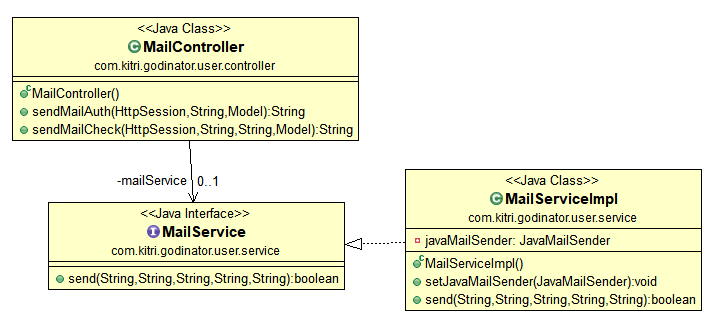 <<Java Class>>
MailController
com.kitri.godinator.user.controller
MailController()
sendMailAuth(HttpSession,String,Model):String
sendMailCheck(HttpSession,String,String,Model):String
-mailService 0..1
<<Java Interface>>
MailService
com.kitri.godinator.user.service
send(String,String,String,String,String):boolean
<<Java Class>>
MailServiceImpl
com.kitri.godinator.user.service
javaMailSender: JavaMailSender
MailServiceImpl()
setJavaMailSender(JavaMailSender):void
send(String,String,String,String,String):boolean